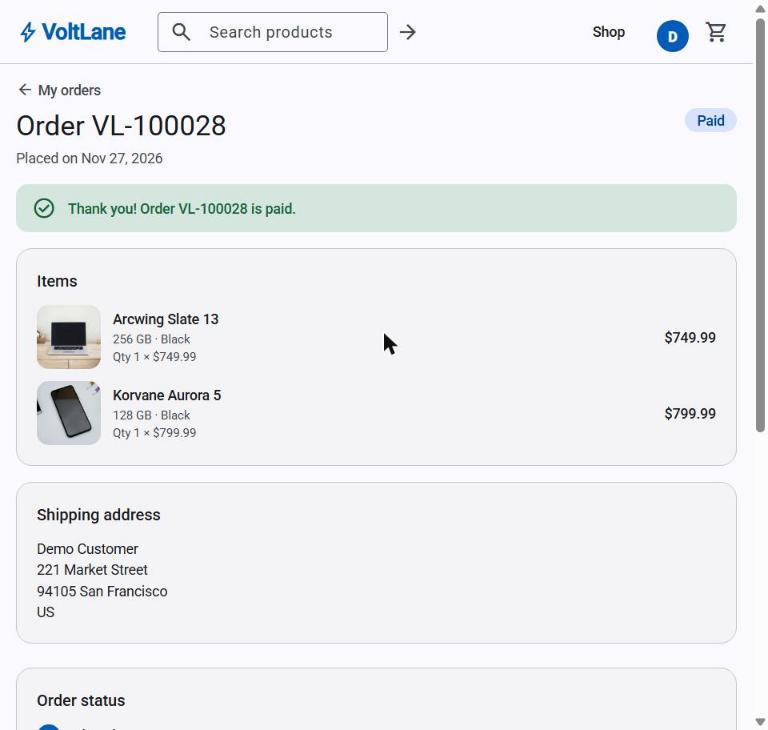 VoltLane
Search products
Shop
D
My orders
Order VL-100028
Paid
Placed on Nov 27, 2026
Thank you! Order VL-100028 is paid.
Items
Arcwing Slate 13
256 GB · Black
Qty 1 × $749.99
$749.99
Korvane Aurora 5
128 GB · Black
Qty 1 × $799.99
$799.99
Shipping address
Demo Customer
221 Market Street
94105 San Francisco
US
Order status